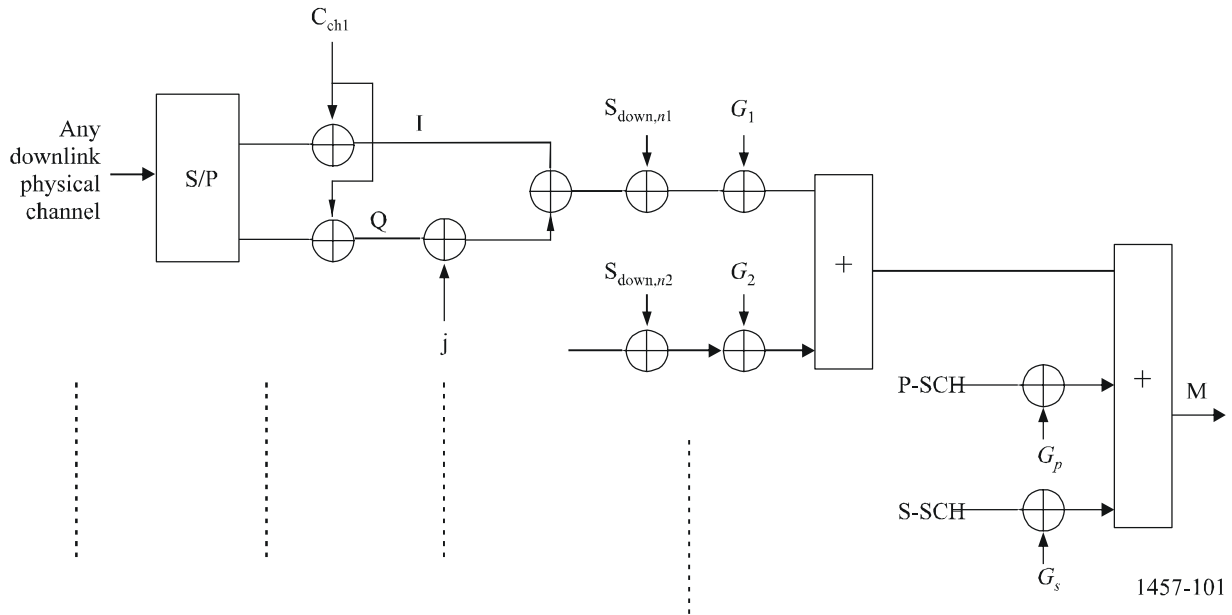 C_ch1
Any
downlink
physical
channel
S/P
I
Q
j
S_down,n1
G_1
S_down,n2
G_2
+
P-SCH
G_p
S-SCH
G_s
+
M
1457-101